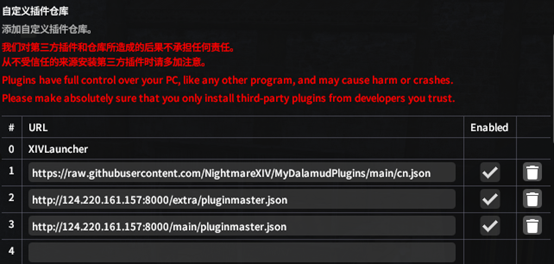 自定义插件仓库
添加自定义插件仓库。
我们对第三方插件和仓库所造成的后果不承担任何责任。
从不受信任的来源安装第三方插件时请多加注意。
Plugins have full control over your PC, like any other program, and may cause harm or crashes.
Please make absolutely sure that you only install third-party plugins from developers you trust.
# URL Enabled
0 XIVLauncher
1 https://raw.githubusercontent.com/NightmareXIV/MyDalamudPlugins/main/cn.json
2 http://124.220.161.157:8000/extra/pluginmaster.json
3 http://124.220.161.157:8000/main/pluginmaster.json
4